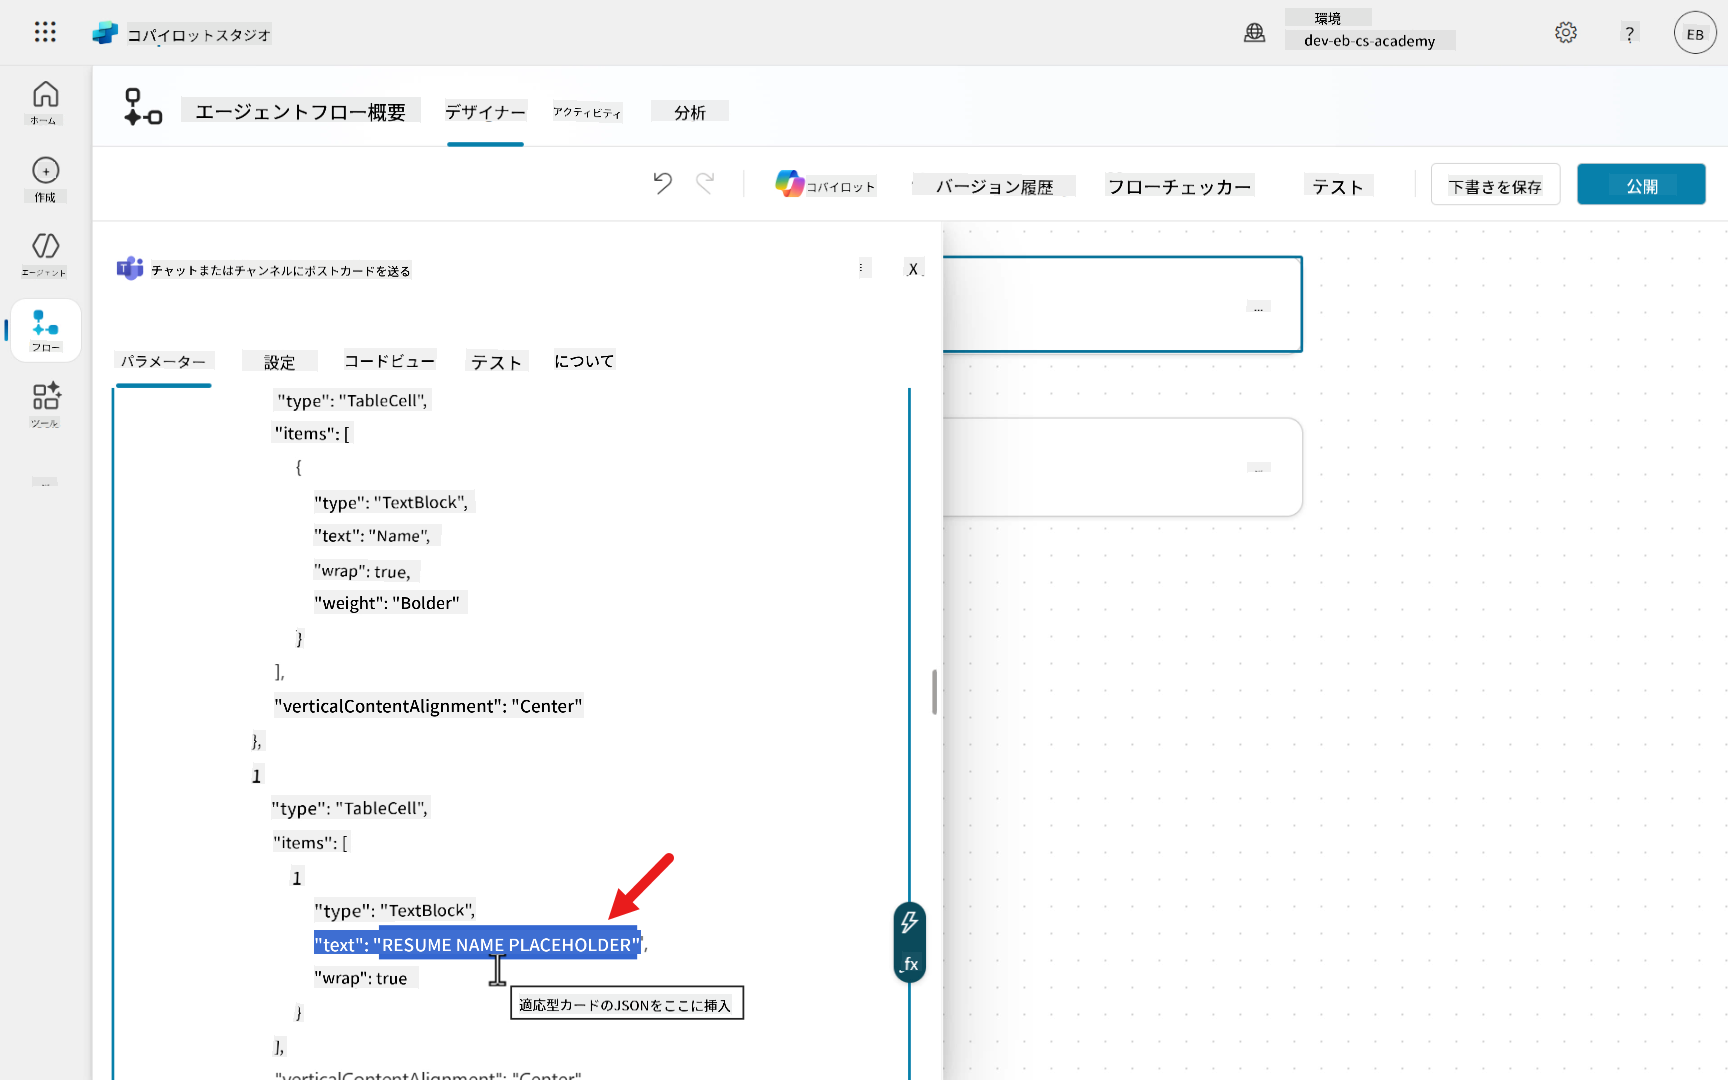 コパイロットスタジオ
環境
dev-eb-cs-academy
?
EB
ホーム
作成
エージェント
フロー
ツール
...
エージェントフロー概要
デザイナー
アクティビティ
分析
コパイロット
バージョン履歴
フローチェッカー
テスト
下書きを保存
公開
チャットまたはチャンネルにポストカードを送る
X
パラメーター
設定
コードビュー
テスト
について
"type": "TableCell",
"items": [
{
"type": "TextBlock",
"text": "Name",
"wrap": true,
"weight": "Bolder"
}
],
"verticalContentAlignment": "Center"
},
1
"type": "TableCell",
"items": [
1
"type": "TextBlock",
"text": "RESUME NAME PLACEHOLDER",
"wrap": true
}
],
"verticalContentAlignment": "Center"
適応型カードのJSONをここに挿入
fx
...
...